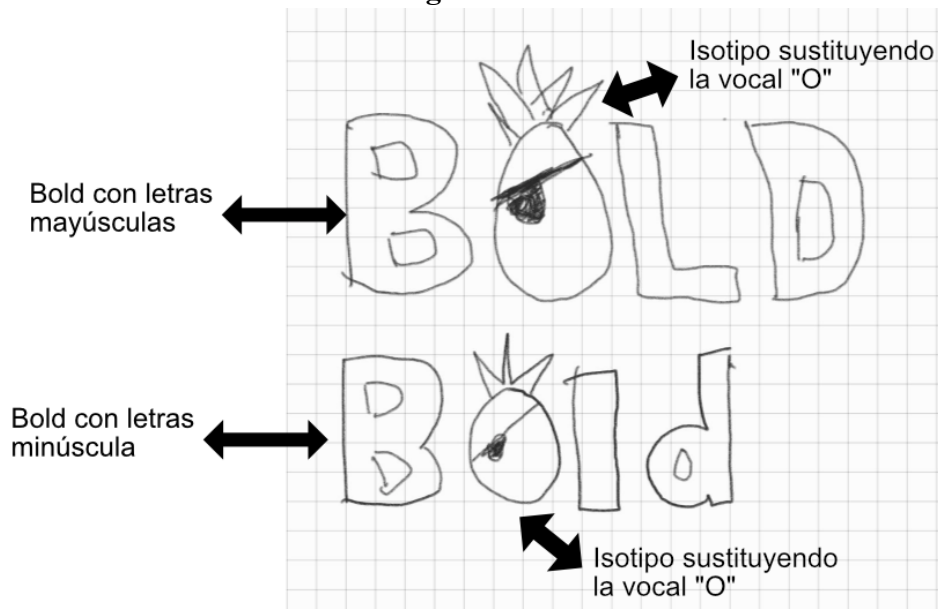 Isotipo sustituyendo
la vocal "O"
BOLD
Bold con letras
mayúsculas
Bold
Bold con letras
minúscula
Isotipo sustituyendo
la vocal "O"